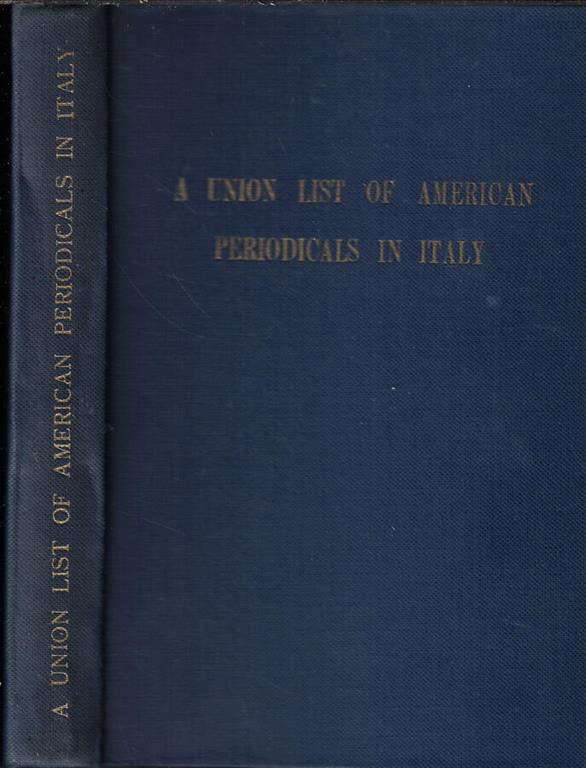 A UNION LIST OF AMERICAN PERIODICALS IN ITALY
A UNION LIST OF AMERICAN
PERIODICALS IN ITALY